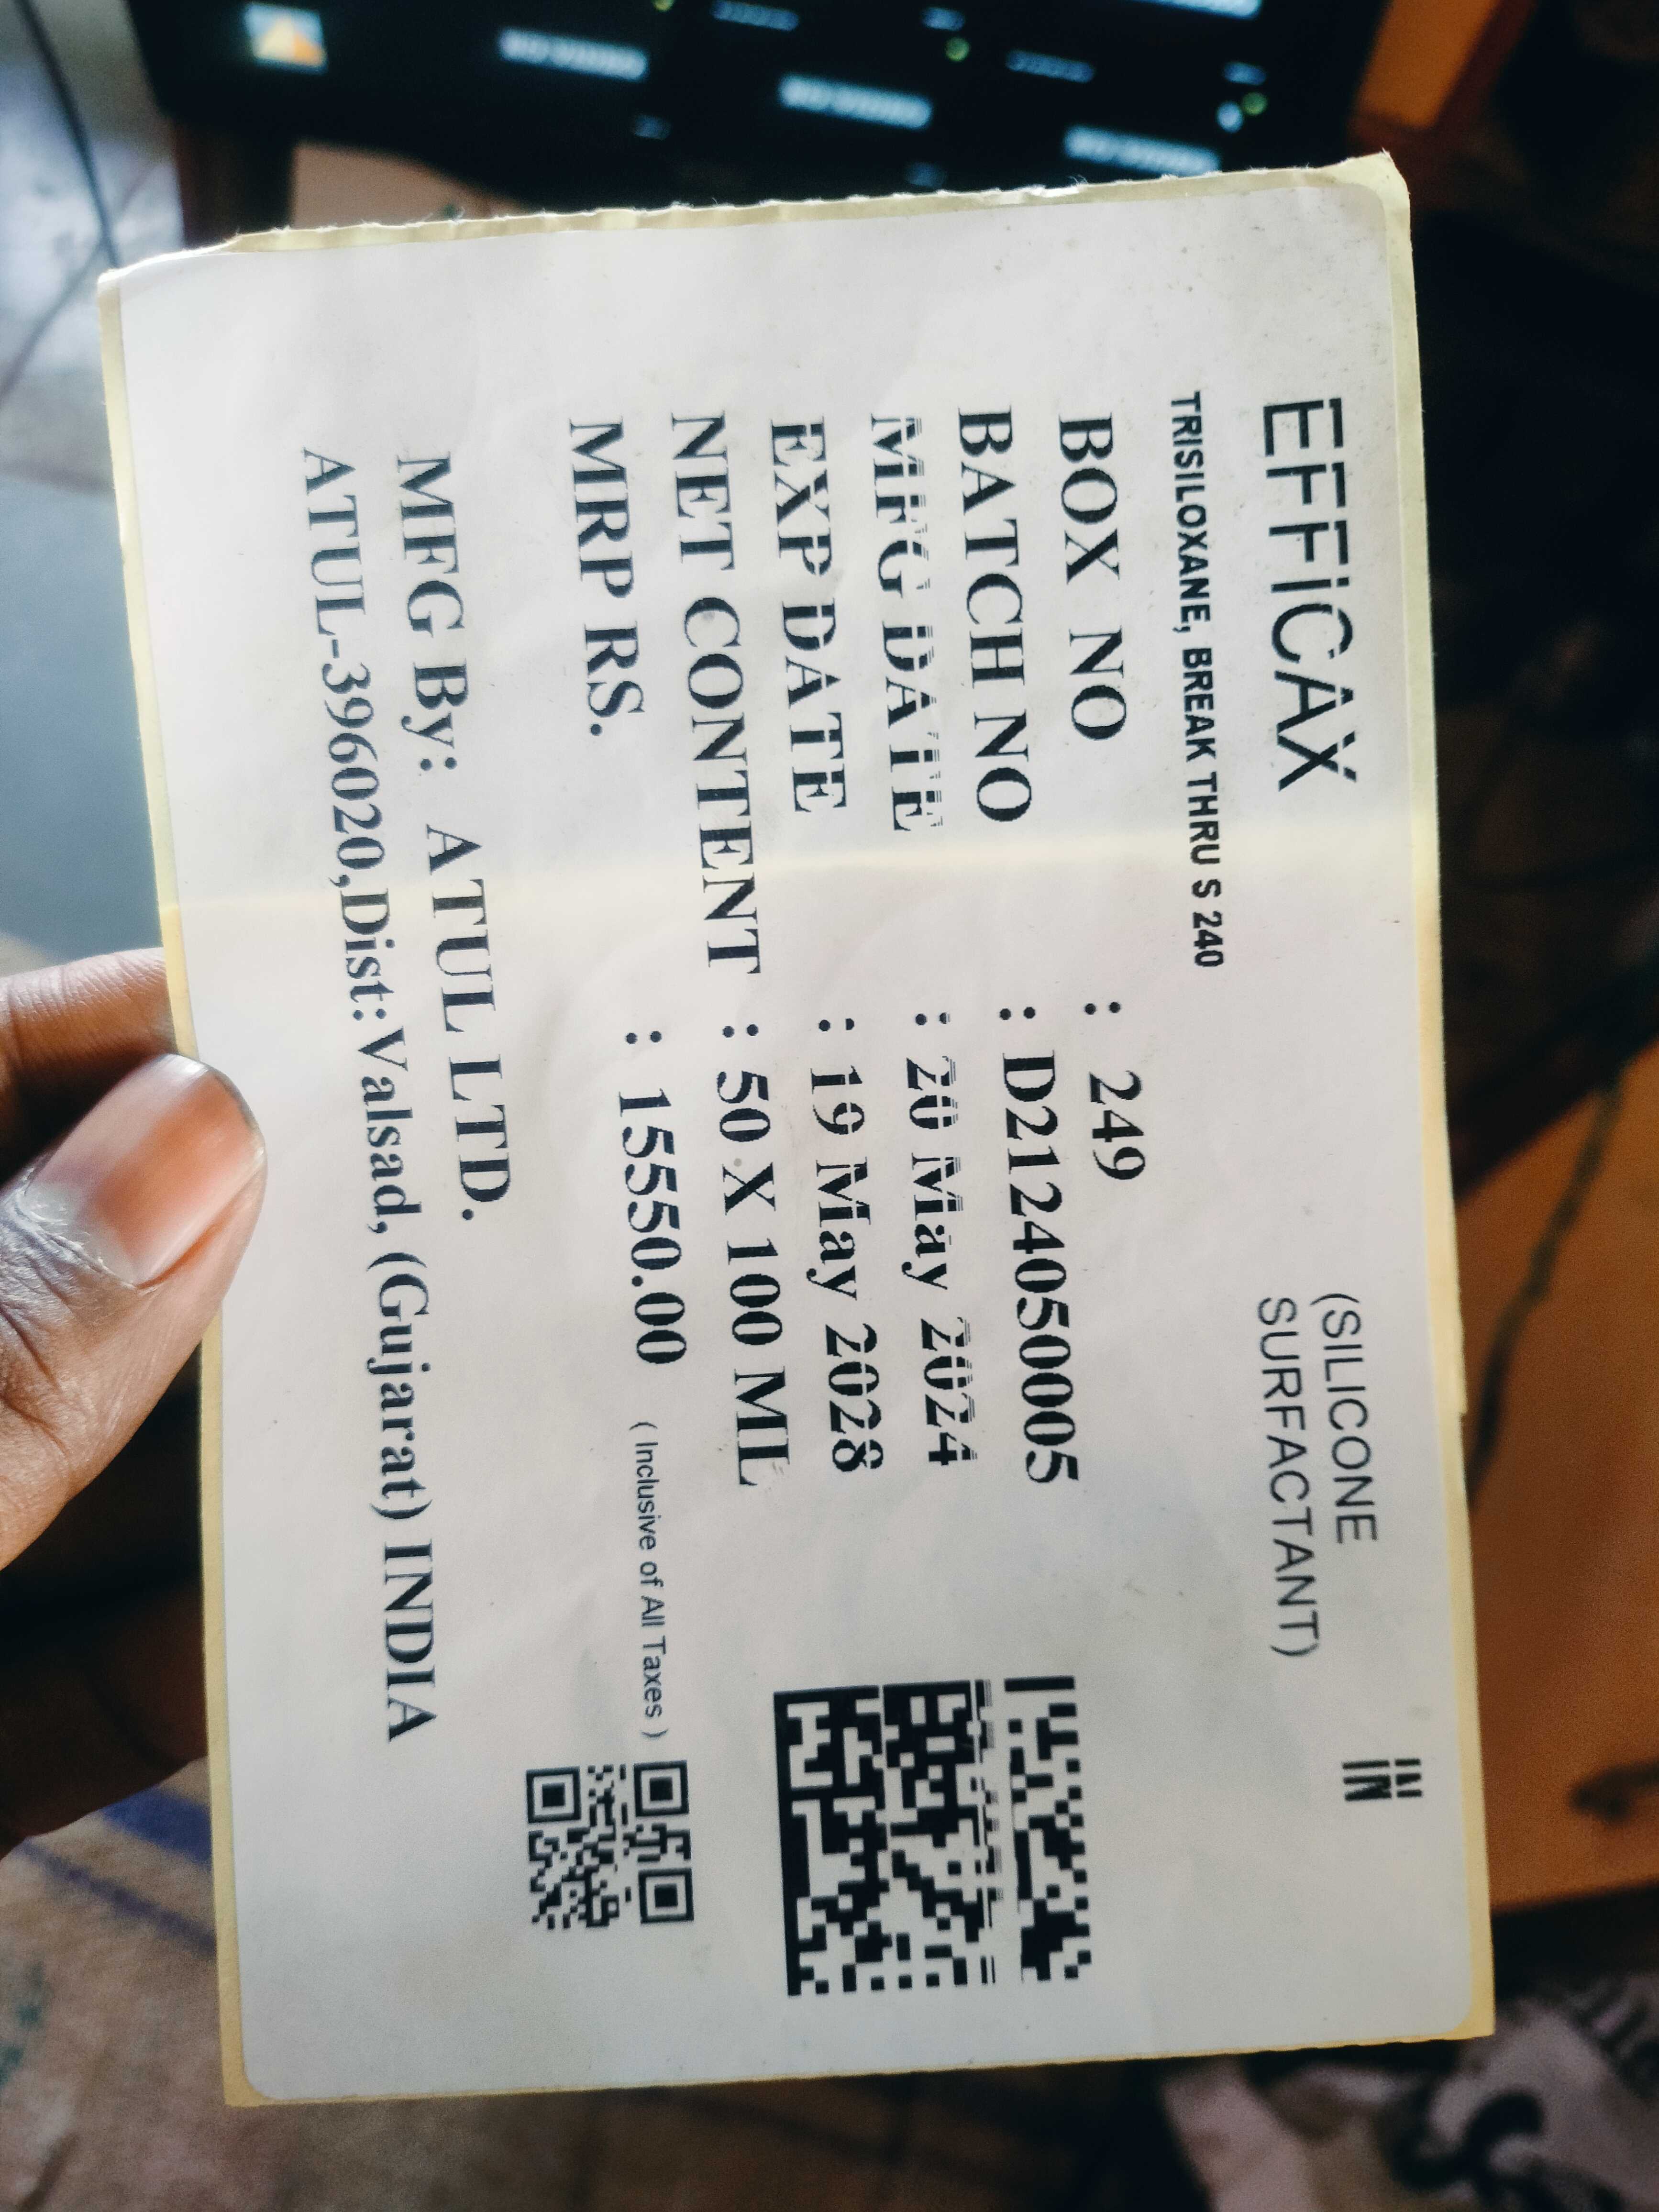 EFFICAX
(SILICONE
SURFACTANT)
IN
TRISILOXANE, BREAK THRU S 240
BOX NO : 249
BATCH NO : D212405005
MFG DATE : 20 May 2024
EXP DATE : 19 May 2028
NET CONTENT : 50 X 100 ML
MRP RS. : 15550.00 ( Inclusive of All Taxes )
MFG By: ATUL LTD.
ATUL-396020,Dist:Valsad, (Gujarat) INDIA